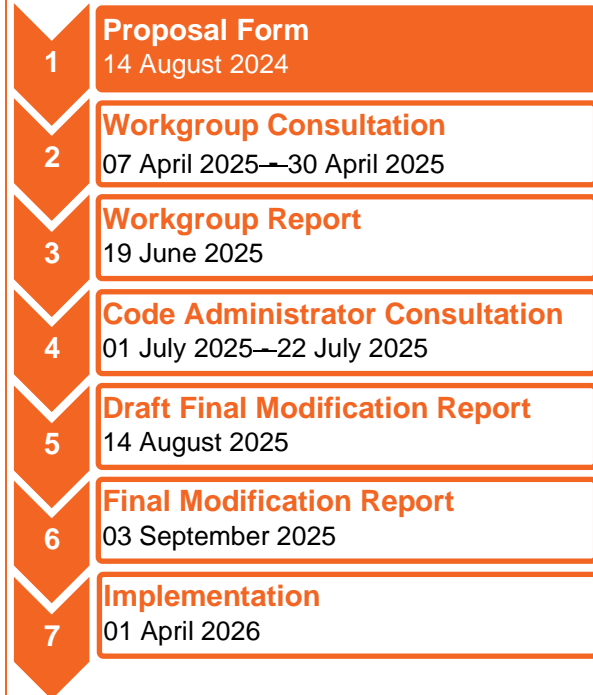 1
Proposal Form
14 August 2024
2
Workgroup Consultation
07 April 2025 - 30 April 2025
3
Workgroup Report
19 June 2025
4
Code Administrator Consultation
01 July 2025 - 22 July 2025
5
Draft Final Modification Report
14 August 2025
6
Final Modification Report
03 September 2025
7
Implementation
01 April 2026